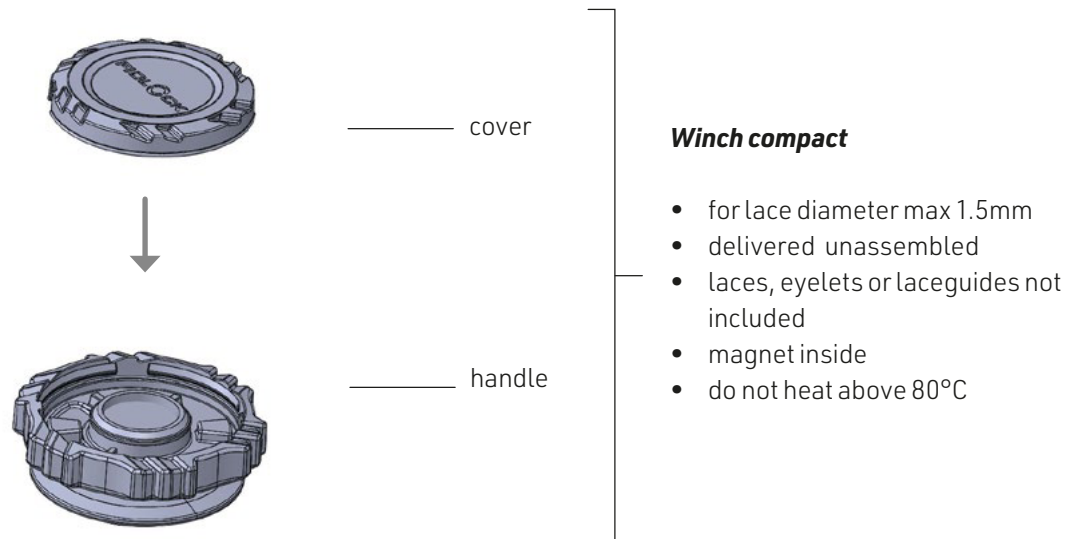 FIDLOCK
cover
handle
Winch compact
• for lace diameter max 1.5mm
• delivered unassembled
• laces, eyelets or laceguides not
included
• magnet inside
• do not heat above 80°C